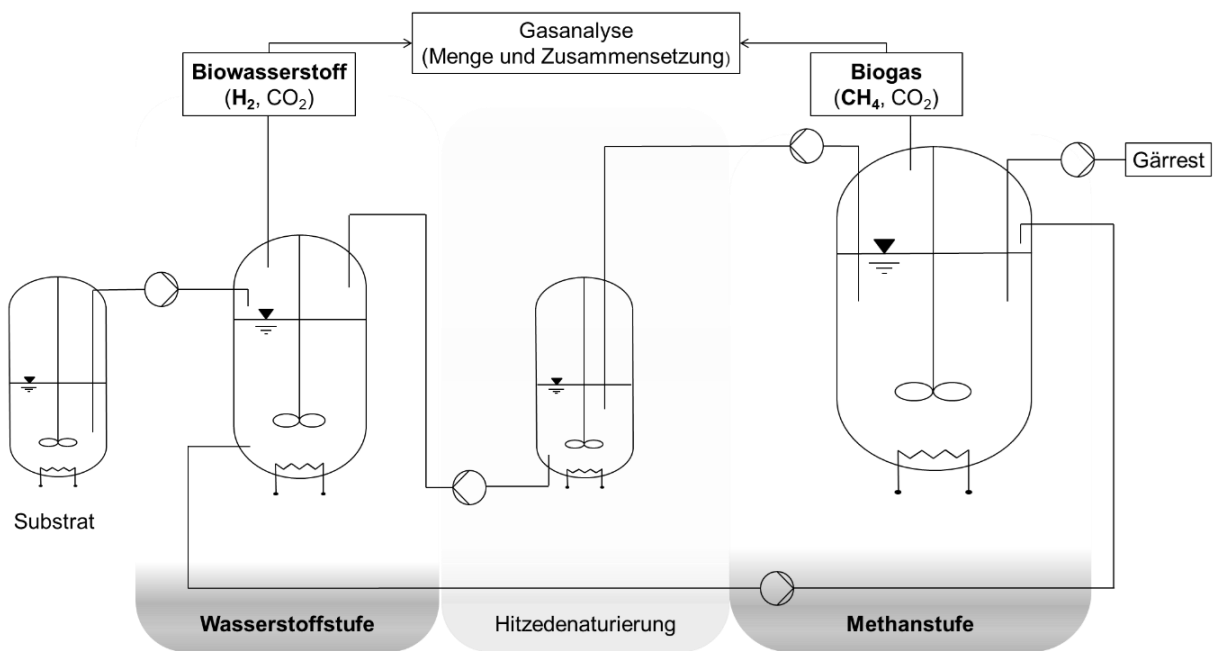 Gasanalyse
(Menge und Zusammensetzung)
Biowasserstoff
(H₂, CO₂)
Biogas
(CH₄, CO₂)
Gärrest
Substrat
Wasserstoffstufe
Hitzedenaturierung
Methanstufe